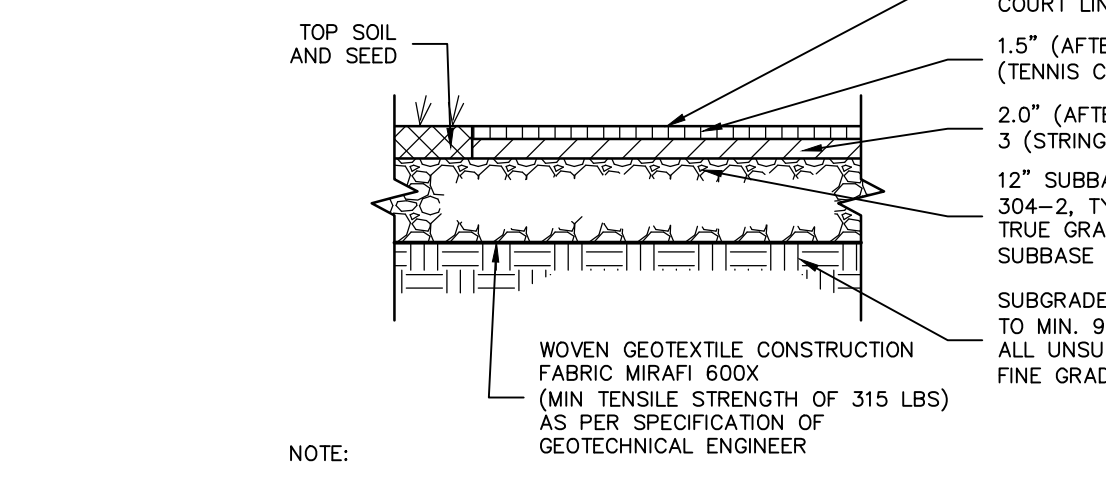 TOP SOIL
AND SEED
COURT LIN
1.5” (AFTE
(TENNIS C
2.0” (AFTE
3 (STRING
12” SUBBA
304–2, TY
TRUE GRA
SUBBASE
SUBGRADE
TO MIN. 9
ALL UNSU
FINE GRAD
WOVEN GEOTEXTILE CONSTRUCTION
FABRIC MIRAFI 600X
(MIN TENSILE STRENGTH OF 315 LBS)
AS PER SPECIFICATION OF
GEOTECHNICAL ENGINEER
NOTE: